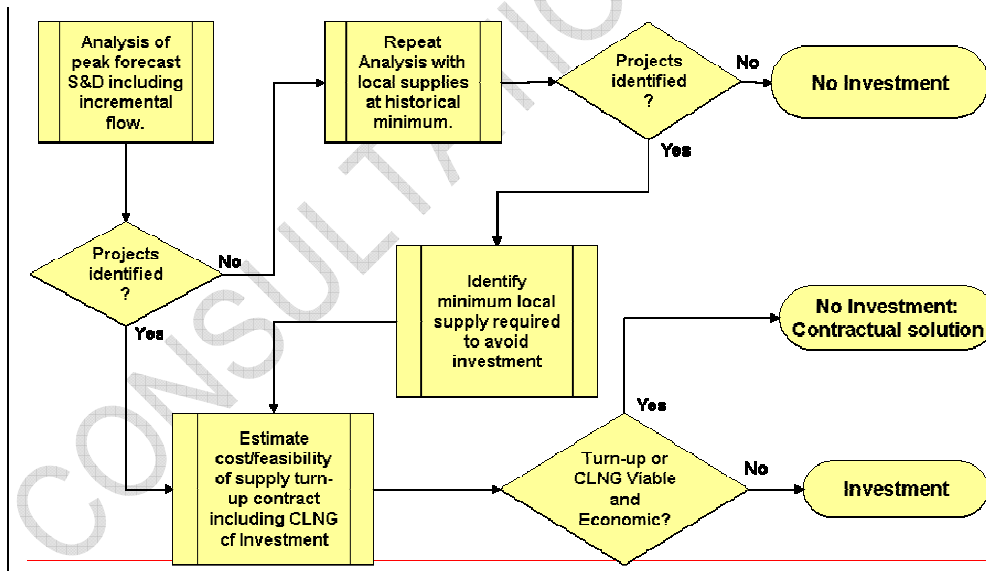 Analysis of
peak forecast
S&D including
incremental
flow.
Repeat
Analysis with
local supplies
at historical
minimum.
Projects
identified
?
No
No Investment
Yes
Projects
identified
?
No
Yes
Identify
minimum local
supply required
to avoid
investment
No Investment:
Contractual solution
Yes
Estimate
cost/feasibility
of supply turn-
up contract
including CLNG
cf Investment
Turn-up or
CLNG Viable
and
Economic?
No
Investment
CONSULTATIO